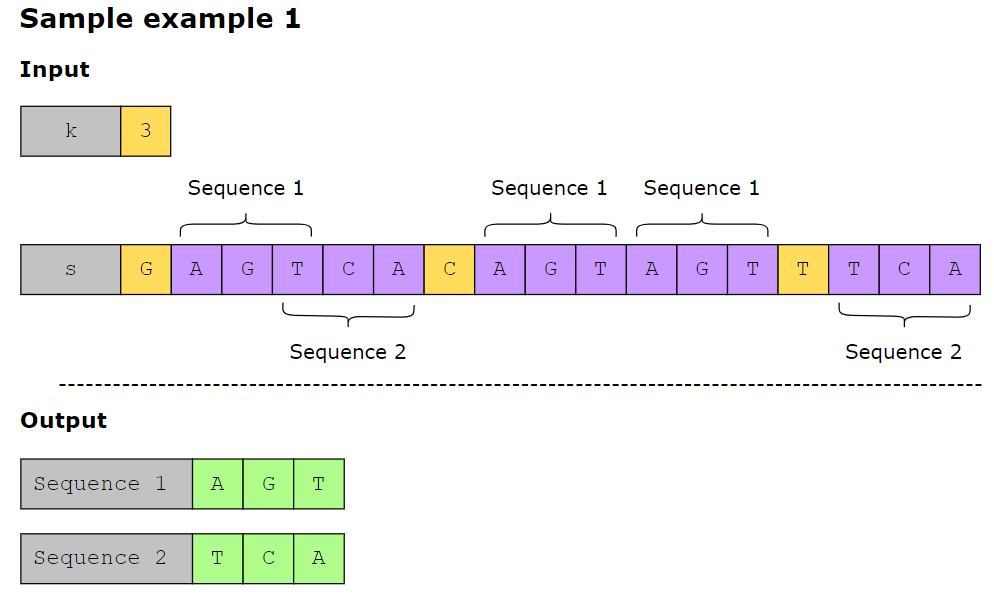 Sample example 1
Input
k 3
Sequence 1 Sequence 1 Sequence 1
s G A G T C A C A G T A G T T T C A
Sequence 2 Sequence 2
--------------------------------------------------------------------------------
Output
Sequence 1 A G T
Sequence 2 T C A